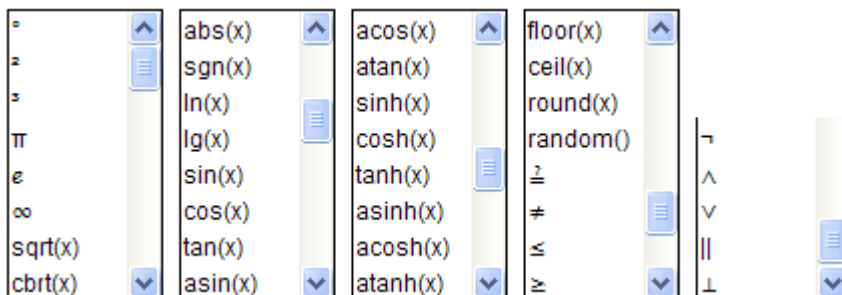 °
²
³
π
e
∞
sqrt(x)
cbrt(x)
abs(x)
sgn(x)
ln(x)
lg(x)
sin(x)
cos(x)
tan(x)
asin(x)
acos(x)
atan(x)
sinh(x)
cosh(x)
tanh(x)
asinh(x)
acosh(x)
atanh(x)
floor(x)
ceil(x)
round(x)
random()
≟
≠
≤
≥
¬
∧
∨
∥
⊥